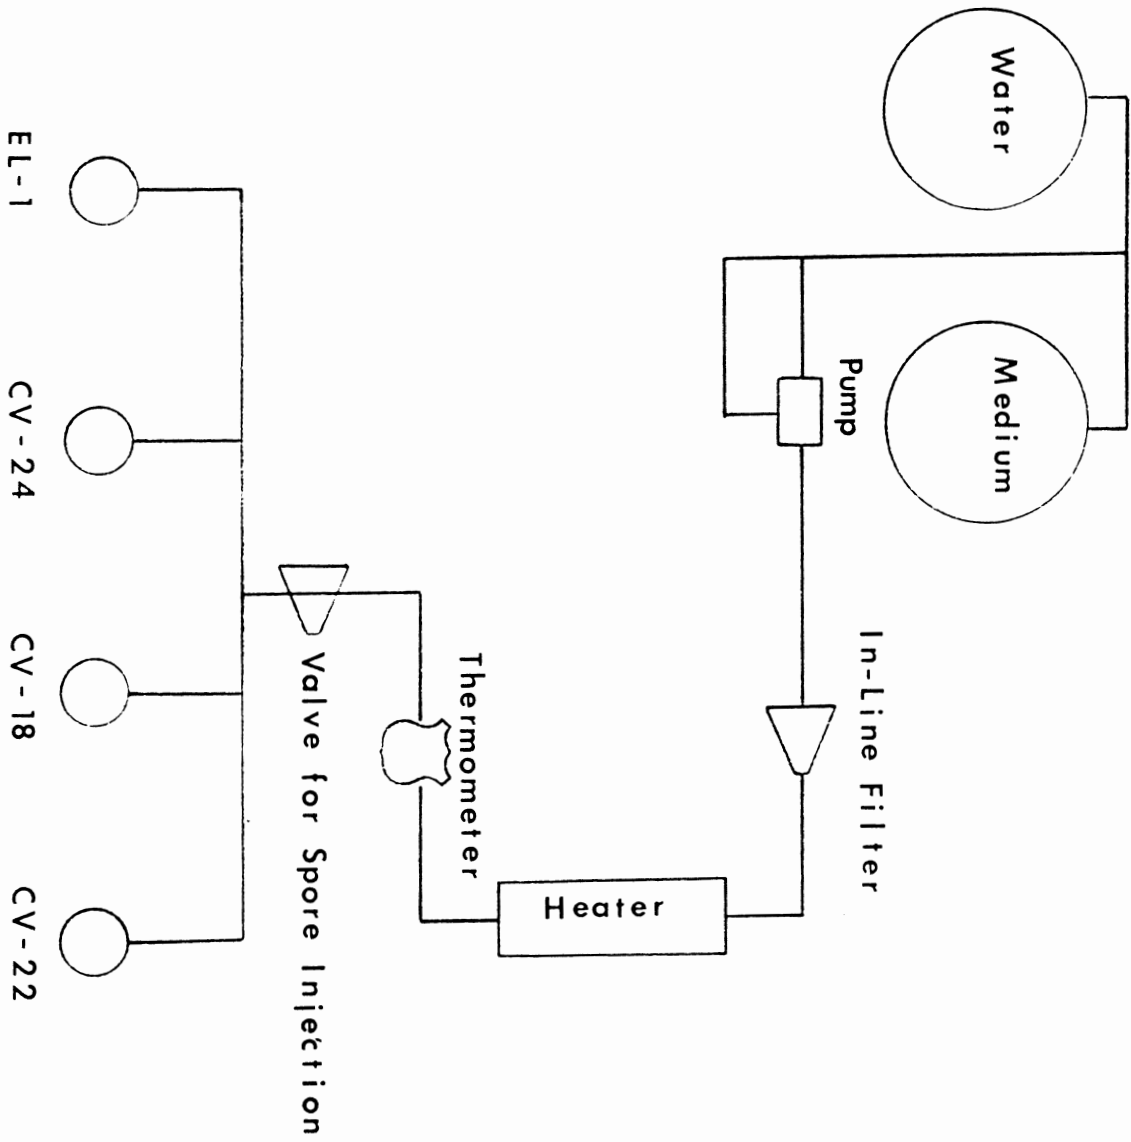 Water
Medium
Pump
In-Line Filter
Heater
Thermometer
Valve for Spore Injection
EL-1
CV-24
CV-18
CV-22